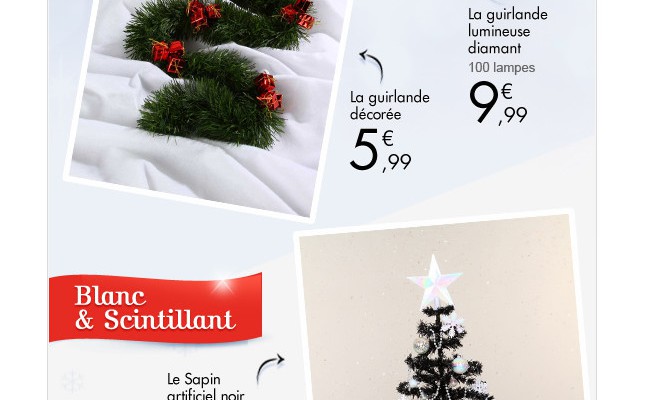 La guirlande
lumineuse
diamant
100 lampes
9€,99
La guirlande
décorée
5€,99
Blanc
& Scintillant
Le Sapin
artificiel noir